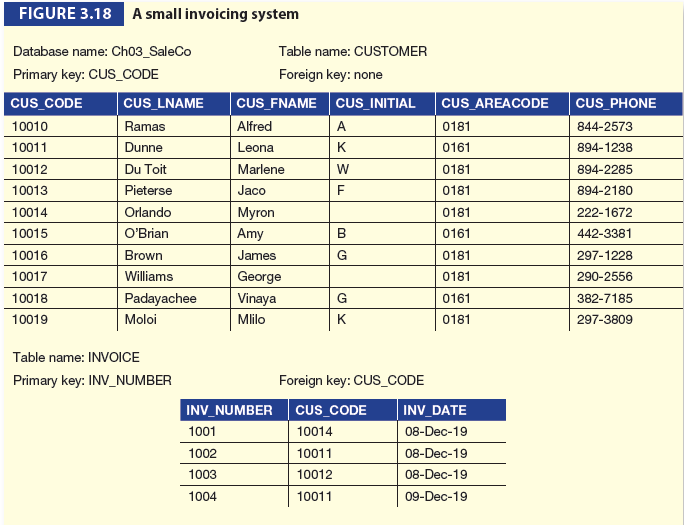 FIGURE 3.18 A small invoicing system
Database name: Ch03_SaleCo Table name: CUSTOMER
Primary key: CUS_CODE Foreign key: none
CUS_CODE CUS_LNAME CUS_FNAME CUS_INITIAL CUS_AREACODE CUS_PHONE
10010 Ramas Alfred A 0181 844-2573
10011 Dunne Leona K 0161 894-1238
10012 Du Toit Marlene W 0181 894-2285
10013 Pieterse Jaco F 0181 894-2180
10014 Orlando Myron 0181 222-1672
10015 O'Brian Amy B 0161 442-3381
10016 Brown James G 0181 297-1228
10017 Williams George 0181 290-2556
10018 Padayachee Vinaya G 0161 382-7185
10019 Moloi Mlilo K 0181 297-3809
Table name: INVOICE
Primary key: INV_NUMBER Foreign key: CUS_CODE
INV_NUMBER CUS_CODE INV_DATE
1001 10014 08-Dec-19
1002 10011 08-Dec-19
1003 10012 08-Dec-19
1004 10011 09-Dec-19